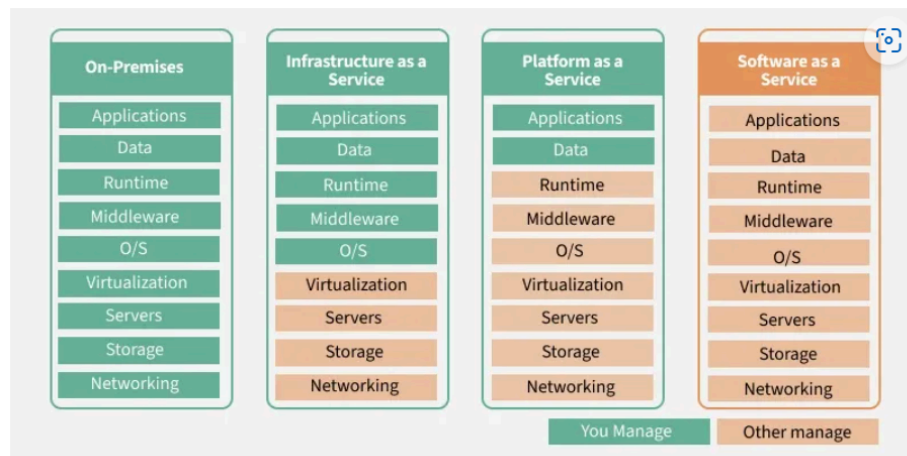 On-Premises
Applications
Data
Runtime
Middleware
O/S
Virtualization
Servers
Storage
Networking
Infrastructure as a
Service
Applications
Data
Runtime
Middleware
O/S
Virtualization
Servers
Storage
Networking
Platform as a
Service
Applications
Data
Runtime
Middleware
O/S
Virtualization
Servers
Storage
Networking
Software as a
Service
Applications
Data
Runtime
Middleware
O/S
Virtualization
Servers
Storage
Networking
You Manage
Other manage